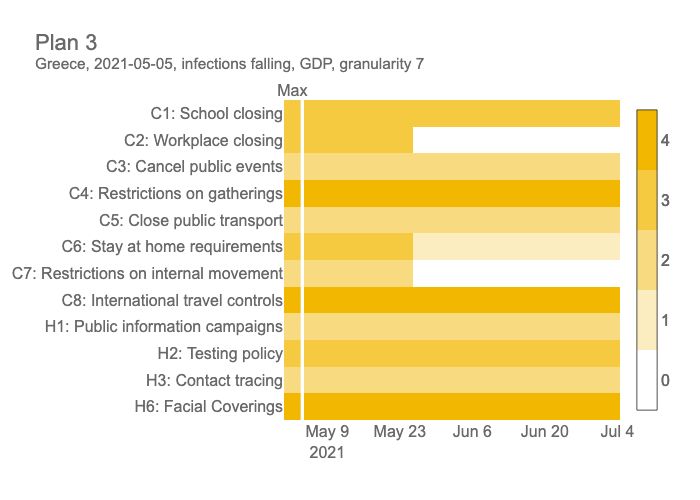 Plan 3
Greece, 2021-05-05, infections falling, GDP, granularity 7
Max
C1: School closing
C2: Workplace closing
C3: Cancel public events
C4: Restrictions on gatherings
C5: Close public transport
C6: Stay at home requirements
C7: Restrictions on internal movement
C8: International travel controls
H1: Public information campaigns
H2: Testing policy
H3: Contact tracing
H6: Facial Coverings
May 9 May 23 Jun 6 Jun 20 Jul 4
2021
4
3
2
1
0